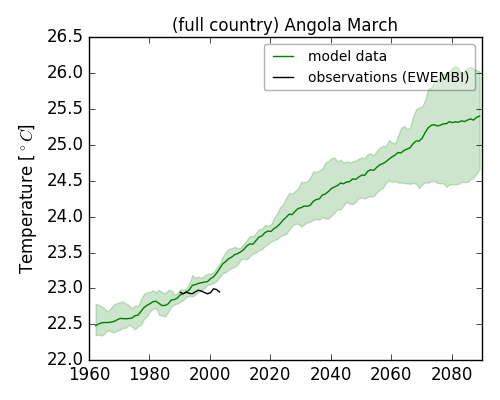 (full country) Angola March
model data
observations (EWEMBI)
Temperature [°C]
26.5
26.0
25.5
25.0
24.5
24.0
23.5
23.0
22.5
22.0
1960 1980 2000 2020 2040 2060 2080